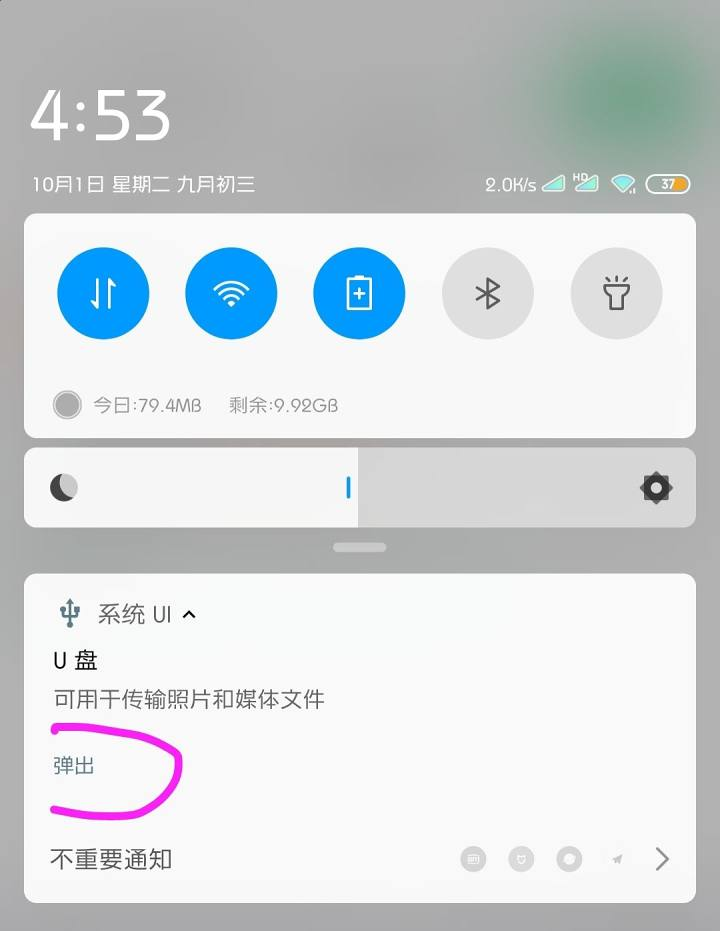 4:53
10月1日 星期二 九月初三
2.0K/s HD 37
今日:79.4MB 剩余:9.92GB
系统 UI
U 盘
可用于传输照片和媒体文件
弹出
不重要通知